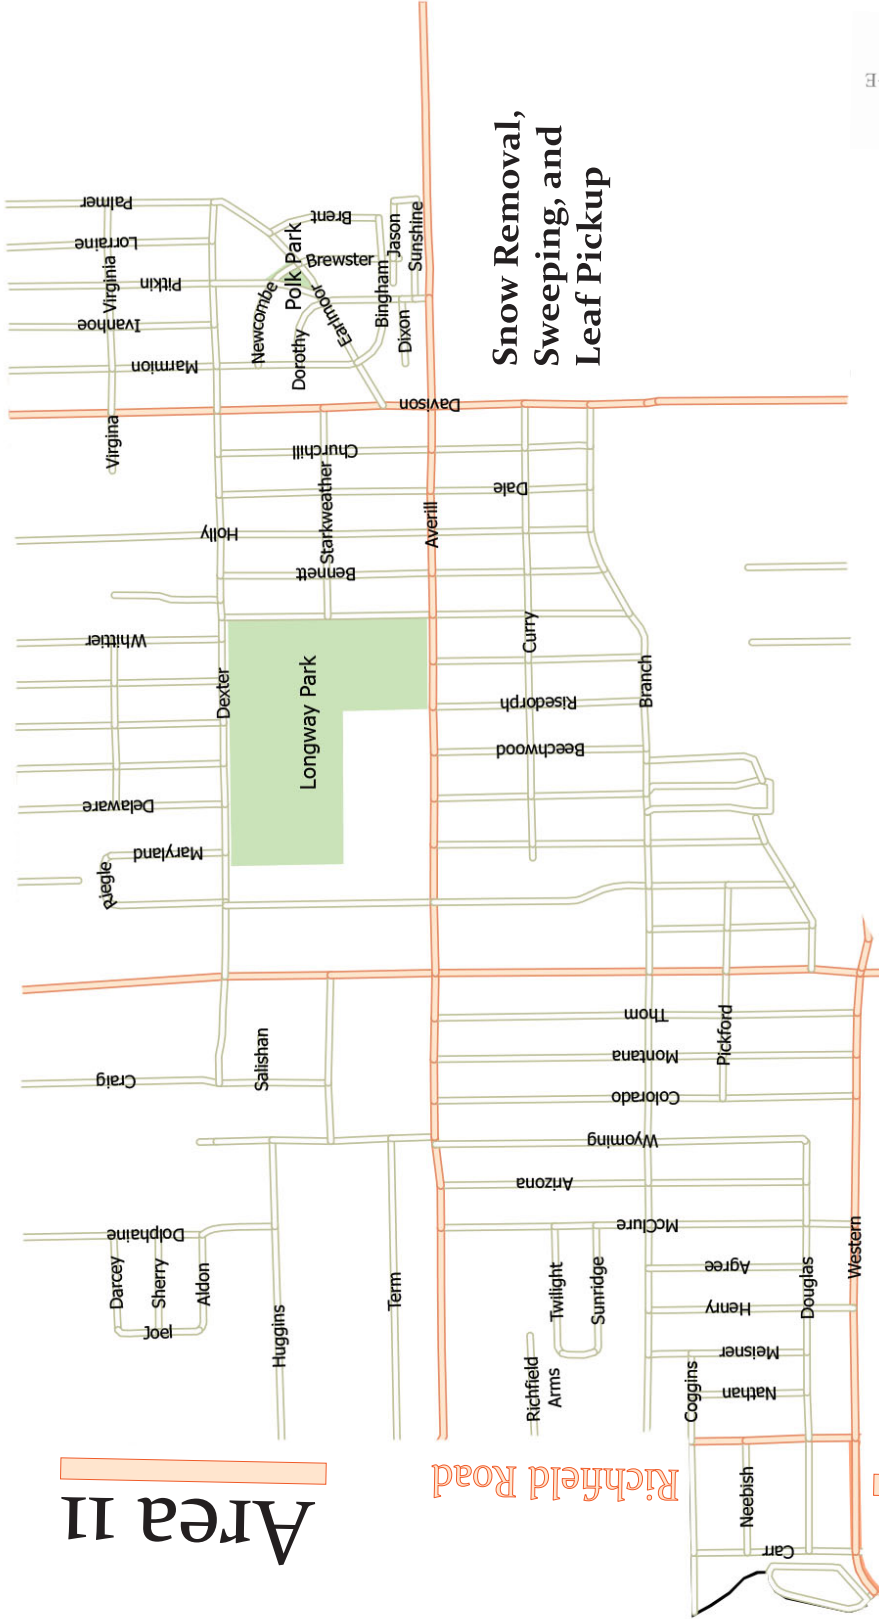 Area 11
Snow Removal,
Sweeping, and
Leaf Pickup
Richfield Road
Palmer
Lorraine
Virginia
Pitkin
Ivanhoe
Marmion
Virgina
Brent
Polk Park
Brewster
Jason
Sunshine
Newcombe
Earlmoor
Bingham
Dorothy
Dixon
Davison
Churchill
Starkweather
Dale
Holly
Averill
Bennett
Whittier
Curry
Dexter
Longway Park
Branch
Risedorph
Beechwood
Delaware
Maryland
Riegle
Thom
Pickford
Salishan
Montana
Craig
Colorado
Wyoming
Arizona
McClure
Dolphaine
Western
Darcey
Sherry
Aldon
Joel
Agree
Twilight
Sunridge
Term
Henry
Douglas
Huggins
Meisner
Richfield
Arms
Coggins
Nathan
Neebish
Carr